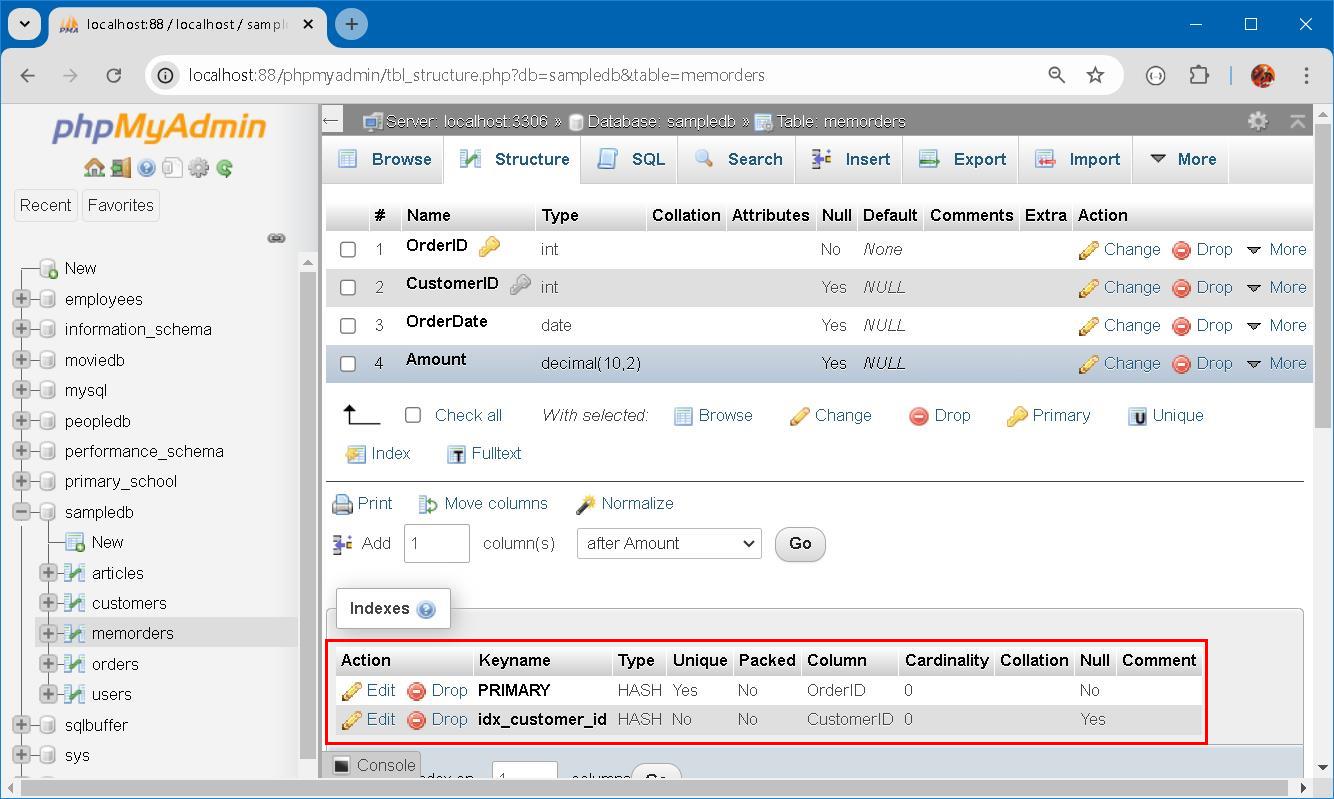 localhost:88 / localhost / sampl
localhost:88/phpmyadmin/tbl_structure.php?db=sampledb&table=memorders
phpMyAdmin
Recent Favorites
New
employees
information_schema
moviedb
mysql
peopledb
performance_schema
primary_school
sampledb
New
articles
customers
memorders
orders
users
sqlbuffer
sys
Server: localhost:3306 » Database: sampledb » Table: memorders
Browse Structure SQL Search Insert Export Import More
# Name Type Collation Attributes Null Default Comments Extra Action
1 OrderID int No None Change Drop More
2 CustomerID int Yes NULL Change Drop More
3 OrderDate date Yes NULL Change Drop More
4 Amount decimal(10,2) Yes NULL Change Drop More
Check all With selected: Browse Change Drop Primary Unique
Index Fulltext
Print Move columns Normalize
Add 1 column(s) after Amount Go
Indexes
Action Keyname Type Unique Packed Column Cardinality Collation Null Comment
Edit Drop PRIMARY HASH Yes No OrderID 0 No
Edit Drop idx_customer_id HASH No No CustomerID 0 Yes
Console